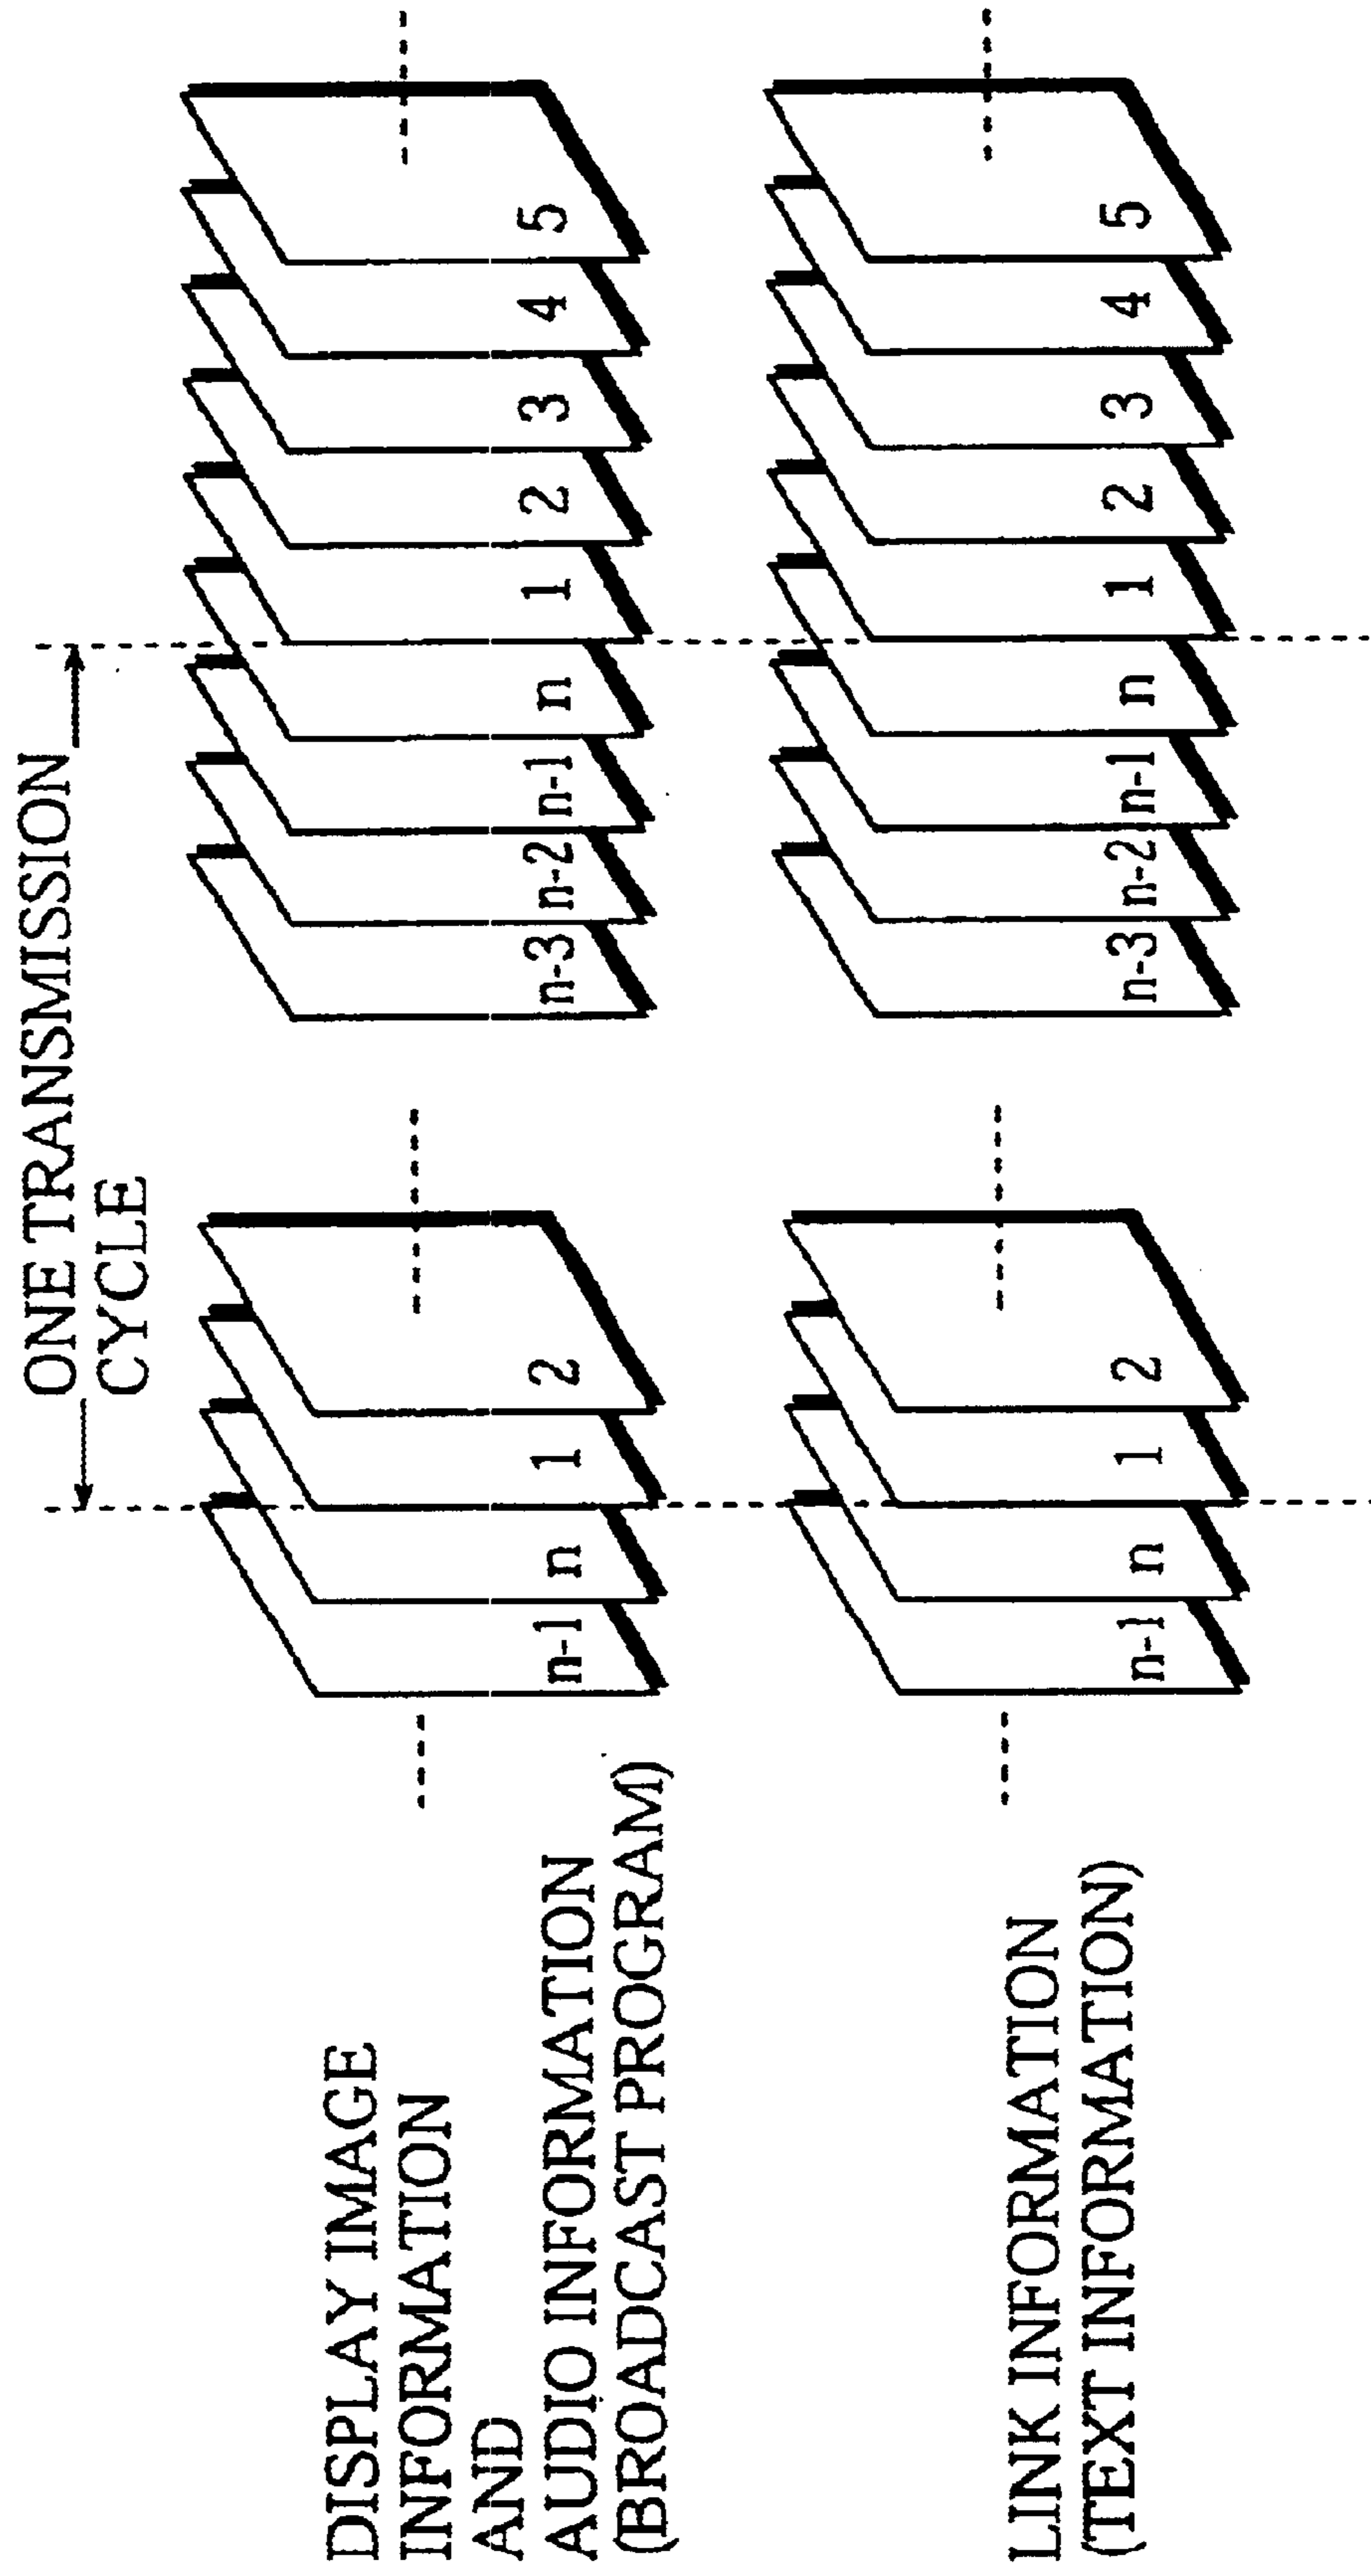 ONE TRANSMISSION
CYCLE
DISPLAY IMAGE
INFORMATION
AND
AUDIO INFORMATION
(BROADCAST PROGRAM)
n-1 n 1 2 n-3 n-2 n-1 n 1 2 3 4 5
LINK INFORMATION
(TEXT INFORMATION)
n-1 n 1 2 n-3 n-2 n-1 n 1 2 3 4 5